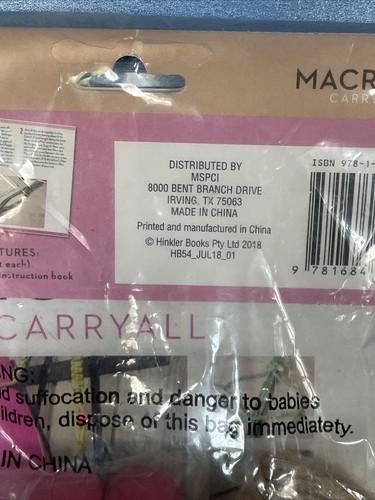 MACR
CARRY
DISTRIBUTED BY
MSPCI
8000 BENT BRANCH DRIVE
IRVING, TX 75063
MADE IN CHINA
Printed and manufactured in China
© Hinkler Books Pty Ltd 2018
HB54_JUL18_01
ISBN 978-1-
9 781684
TURES:
t each)
instruction book
CARRYALL
NG:
d suffocation and danger to babies
ildren, dispose of this bag immediately.
IN CHINA